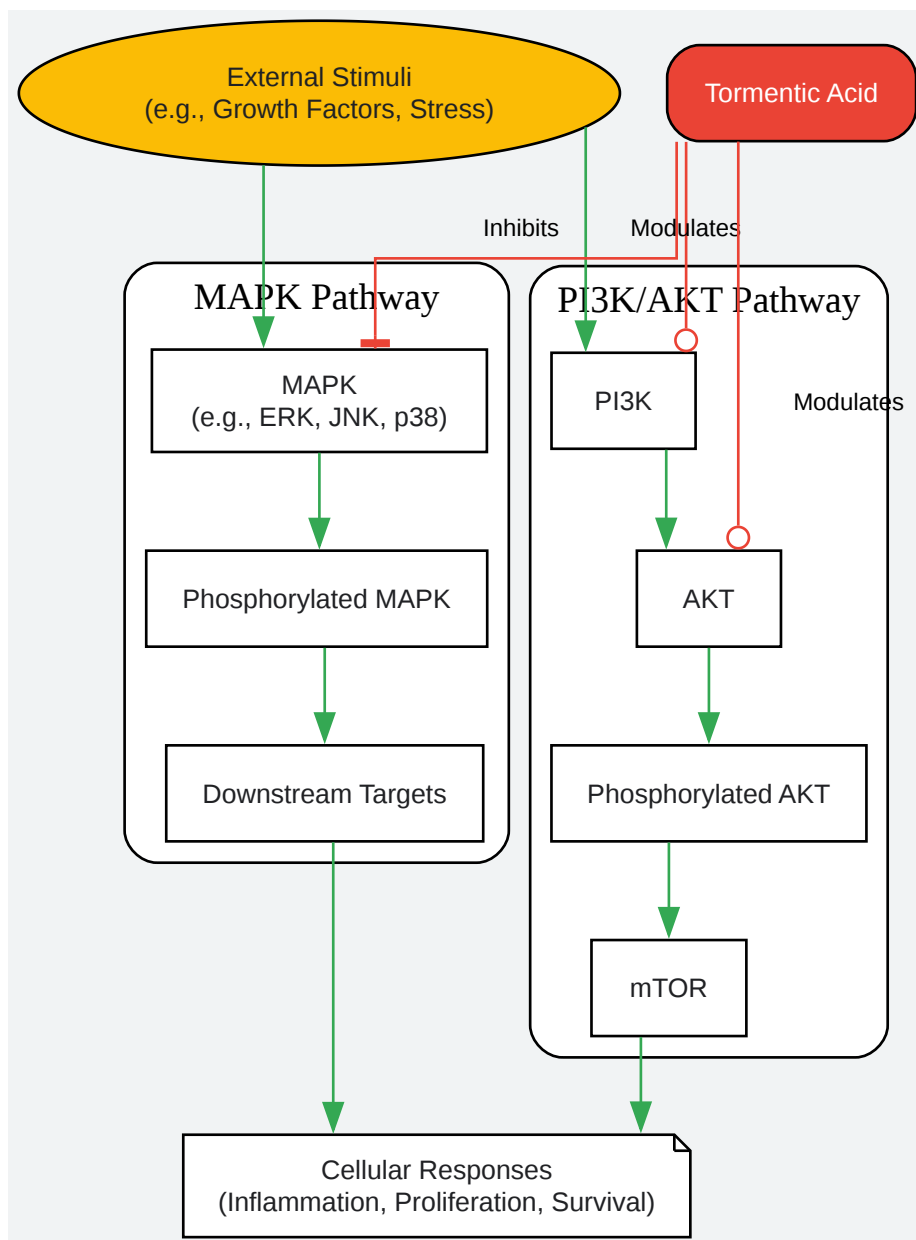 External Stimuli
(e.g., Growth Factors, Stress)
Tormentic Acid
Inhibits
Modulates
MAPK Pathway
PI3K/AKT Pathway
MAPK
(e.g., ERK, JNK, p38)
PI3K
Modulates
Phosphorylated MAPK
AKT
Downstream Targets
Phosphorylated AKT
mTOR
Cellular Responses
(Inflammation, Proliferation, Survival)